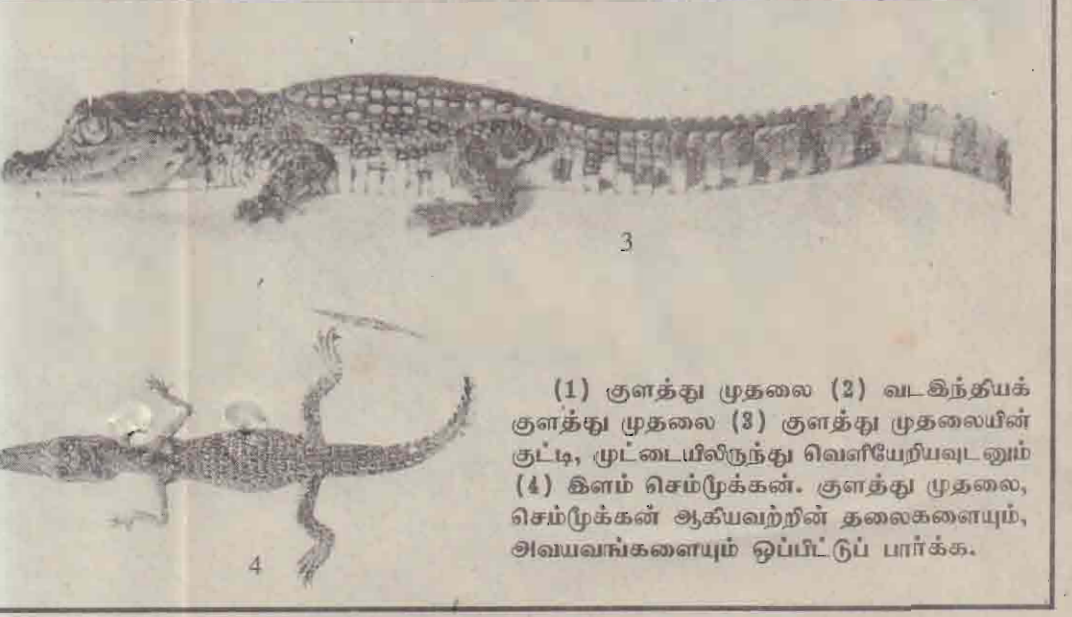 3
(1) குளத்து முதலை (2) வடஇந்தியக்
குளத்து முதலை (3) குளத்து முதலையின்
குட்டி, முட்டையிலிருந்து வெளியேறியவுடனும்
(4) இளம் செம்மூக்கன். குளத்து முதலை,
செம்மூக்கன் ஆகியவற்றின் தலைகளையும்,
அவயவங்களையும் ஒப்பிட்டுப் பார்க்க.
4